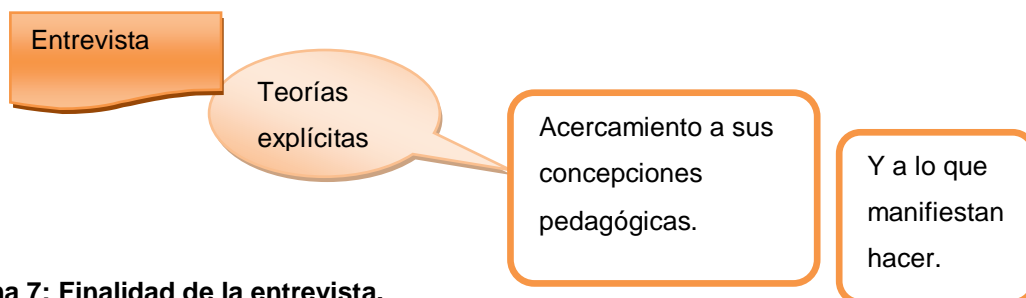 Entrevista
Teorías
explícitas
Acercamiento a sus
concepciones
pedagógicas.
Y a lo que
manifiestan
hacer.
7: Finalidad de la entrevista.